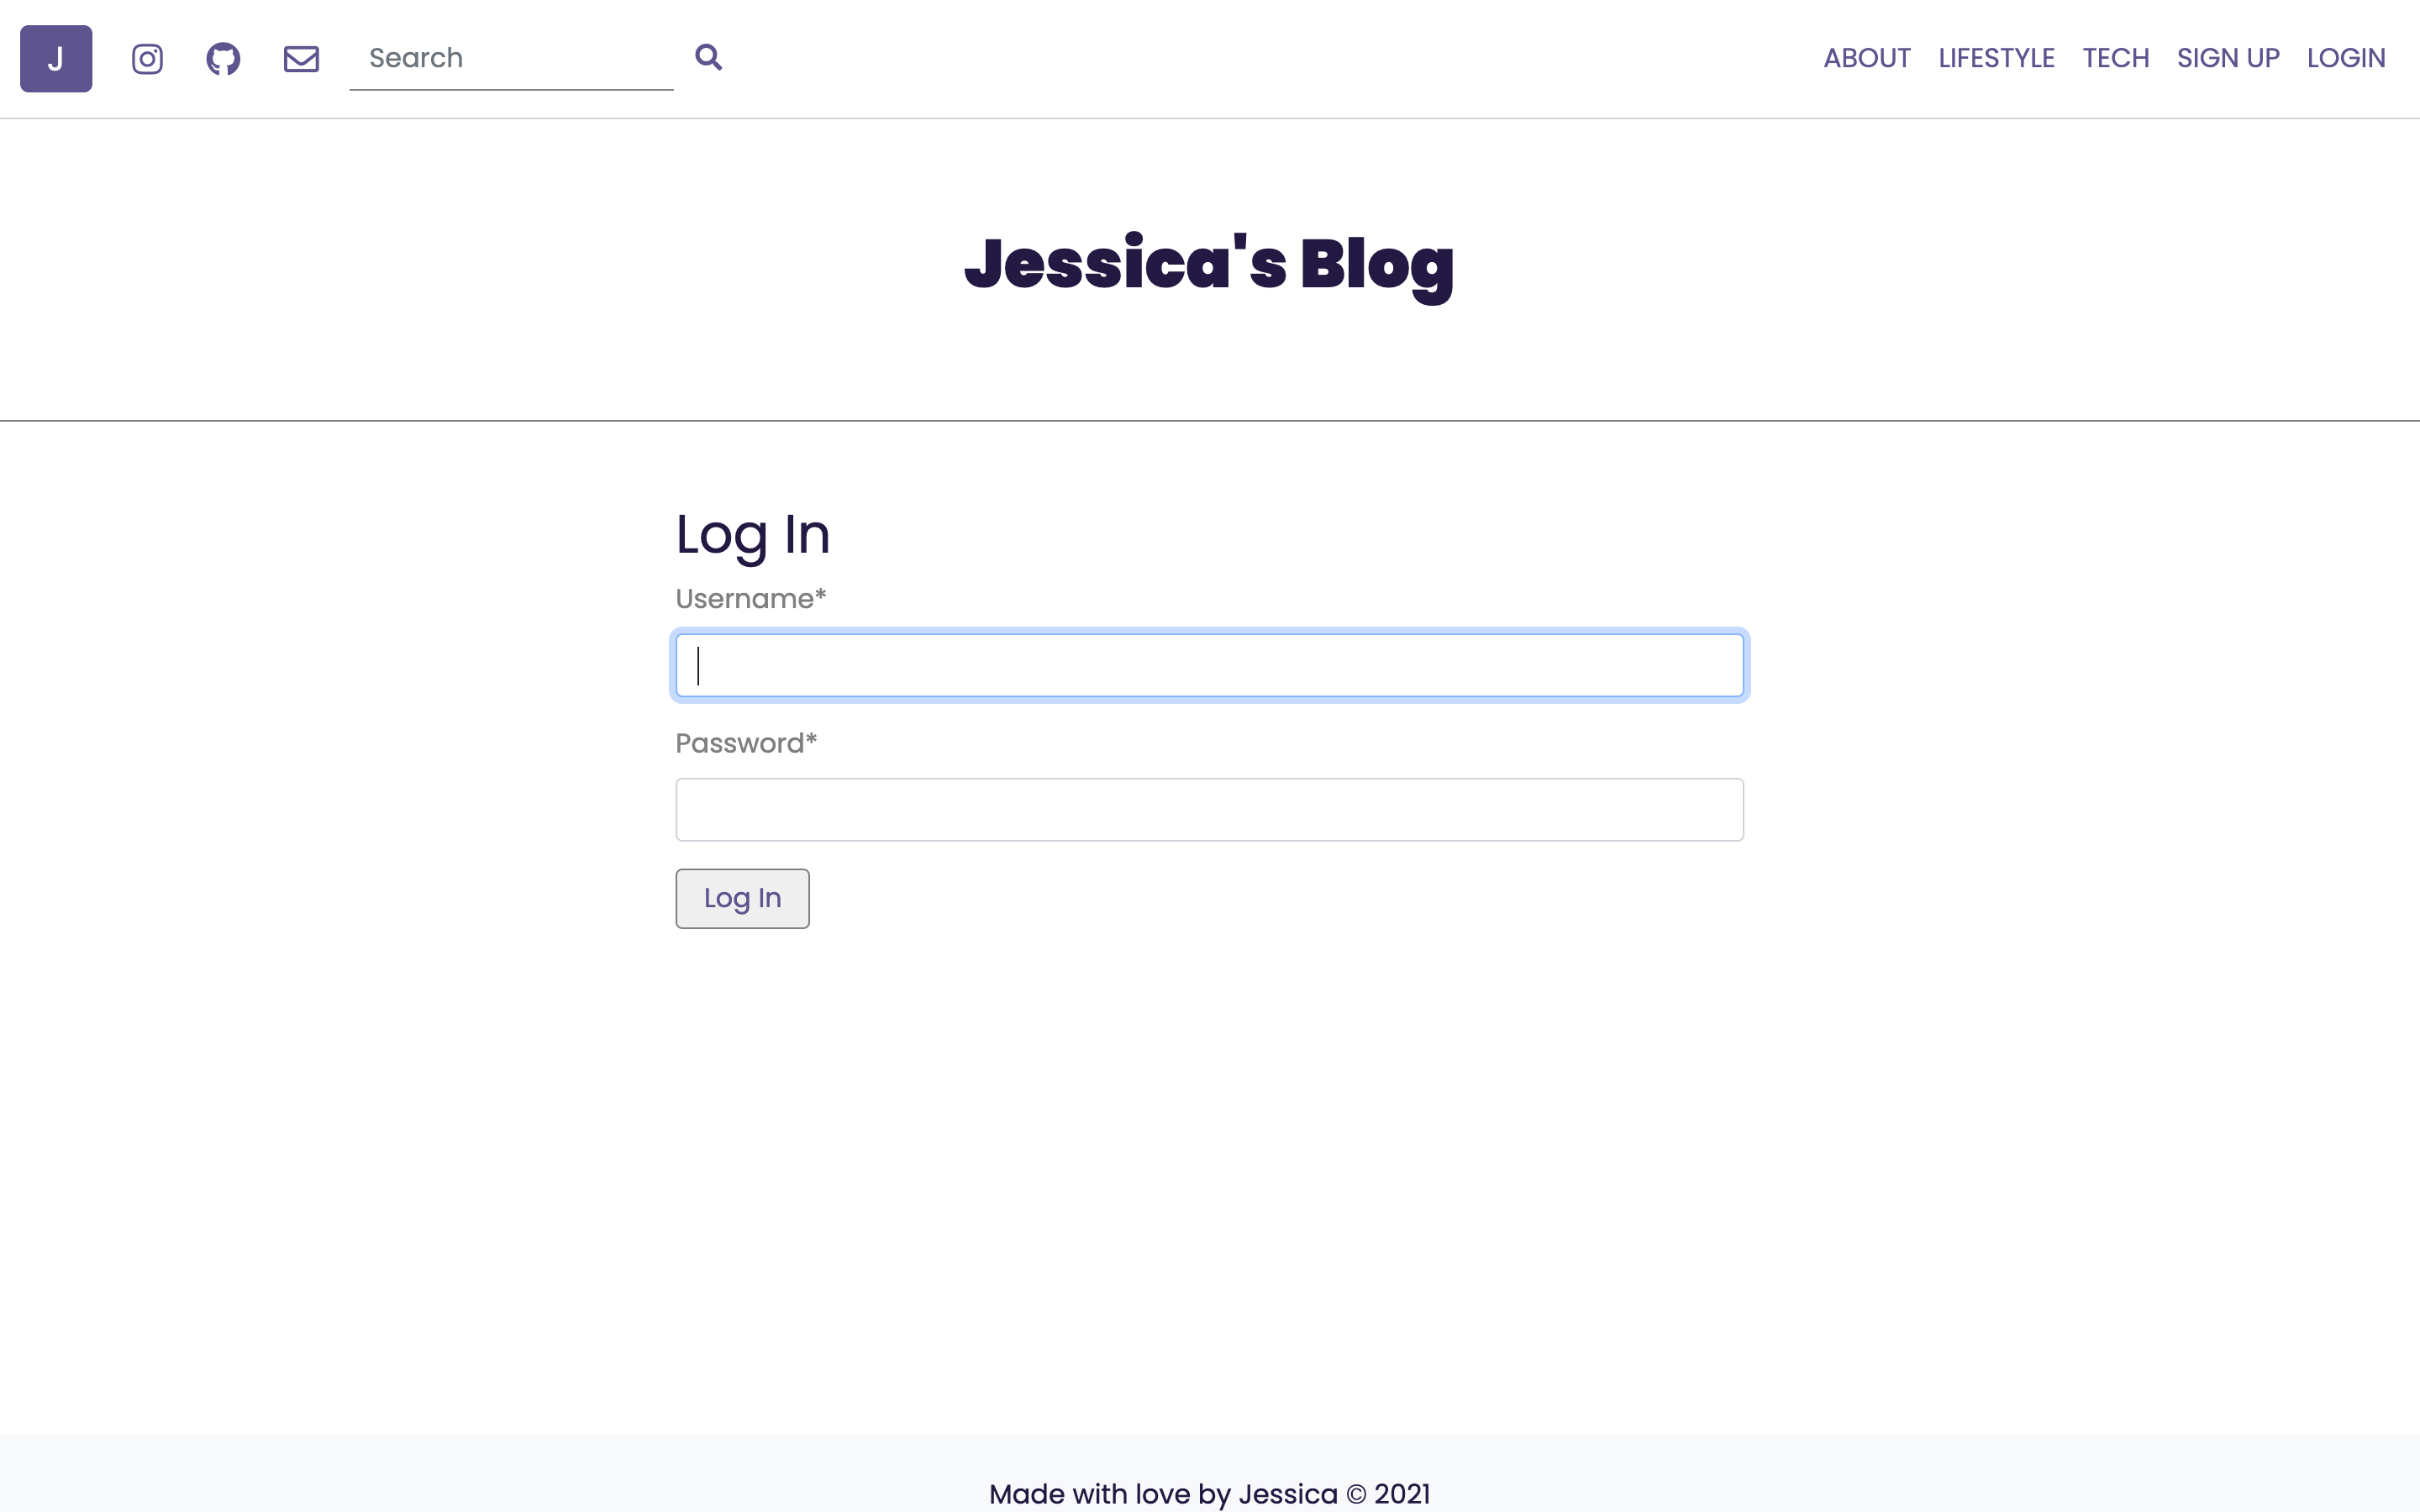 J Search ABOUT LIFESTYLE TECH SIGN UP LOGIN
Jessica's Blog
Log In
Username*
Password*
Log In
Made with love by Jessica © 2021